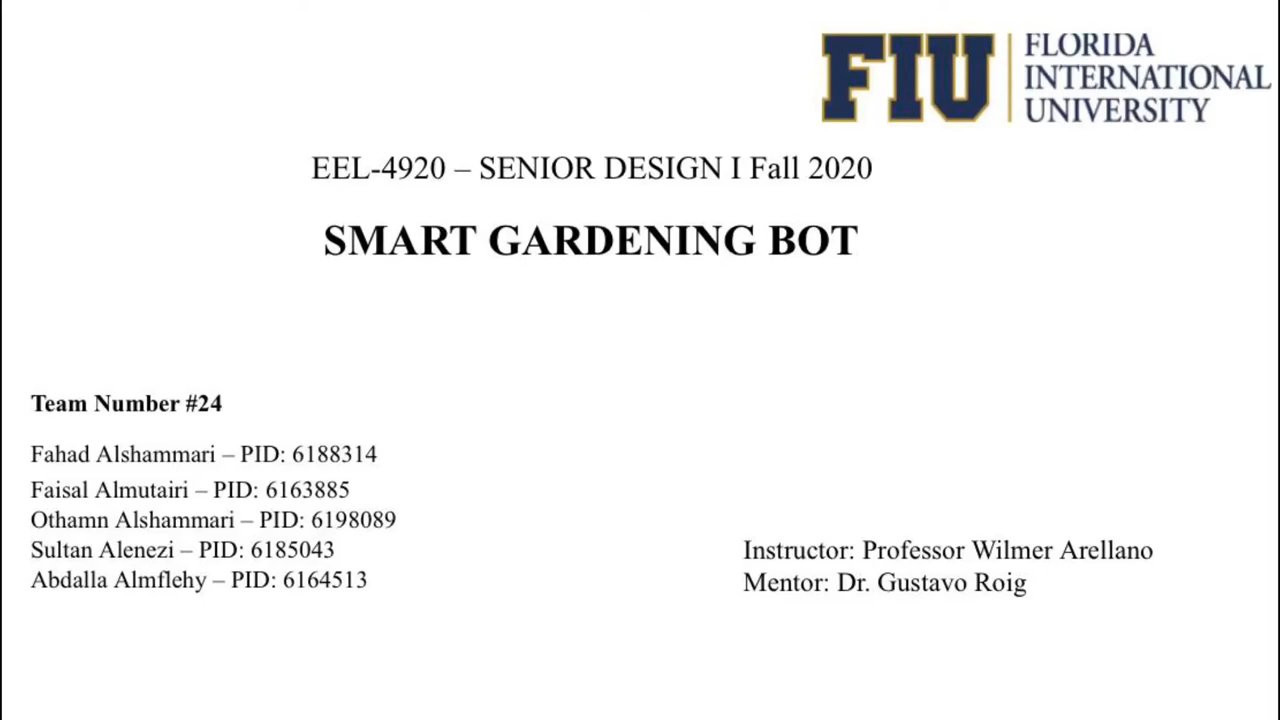 FIU
FLORIDA
INTERNATIONAL
UNIVERSITY
EEL-4920 – SENIOR DESIGN I Fall 2020
SMART GARDENING BOT
Team Number #24
Fahad Alshammari – PID: 6188314
Faisal Almutairi – PID: 6163885
Othamn Alshammari – PID: 6198089
Sultan Alenezi – PID: 6185043
Abdalla Almflehy – PID: 6164513
Instructor: Professor Wilmer Arellano
Mentor: Dr. Gustavo Roig